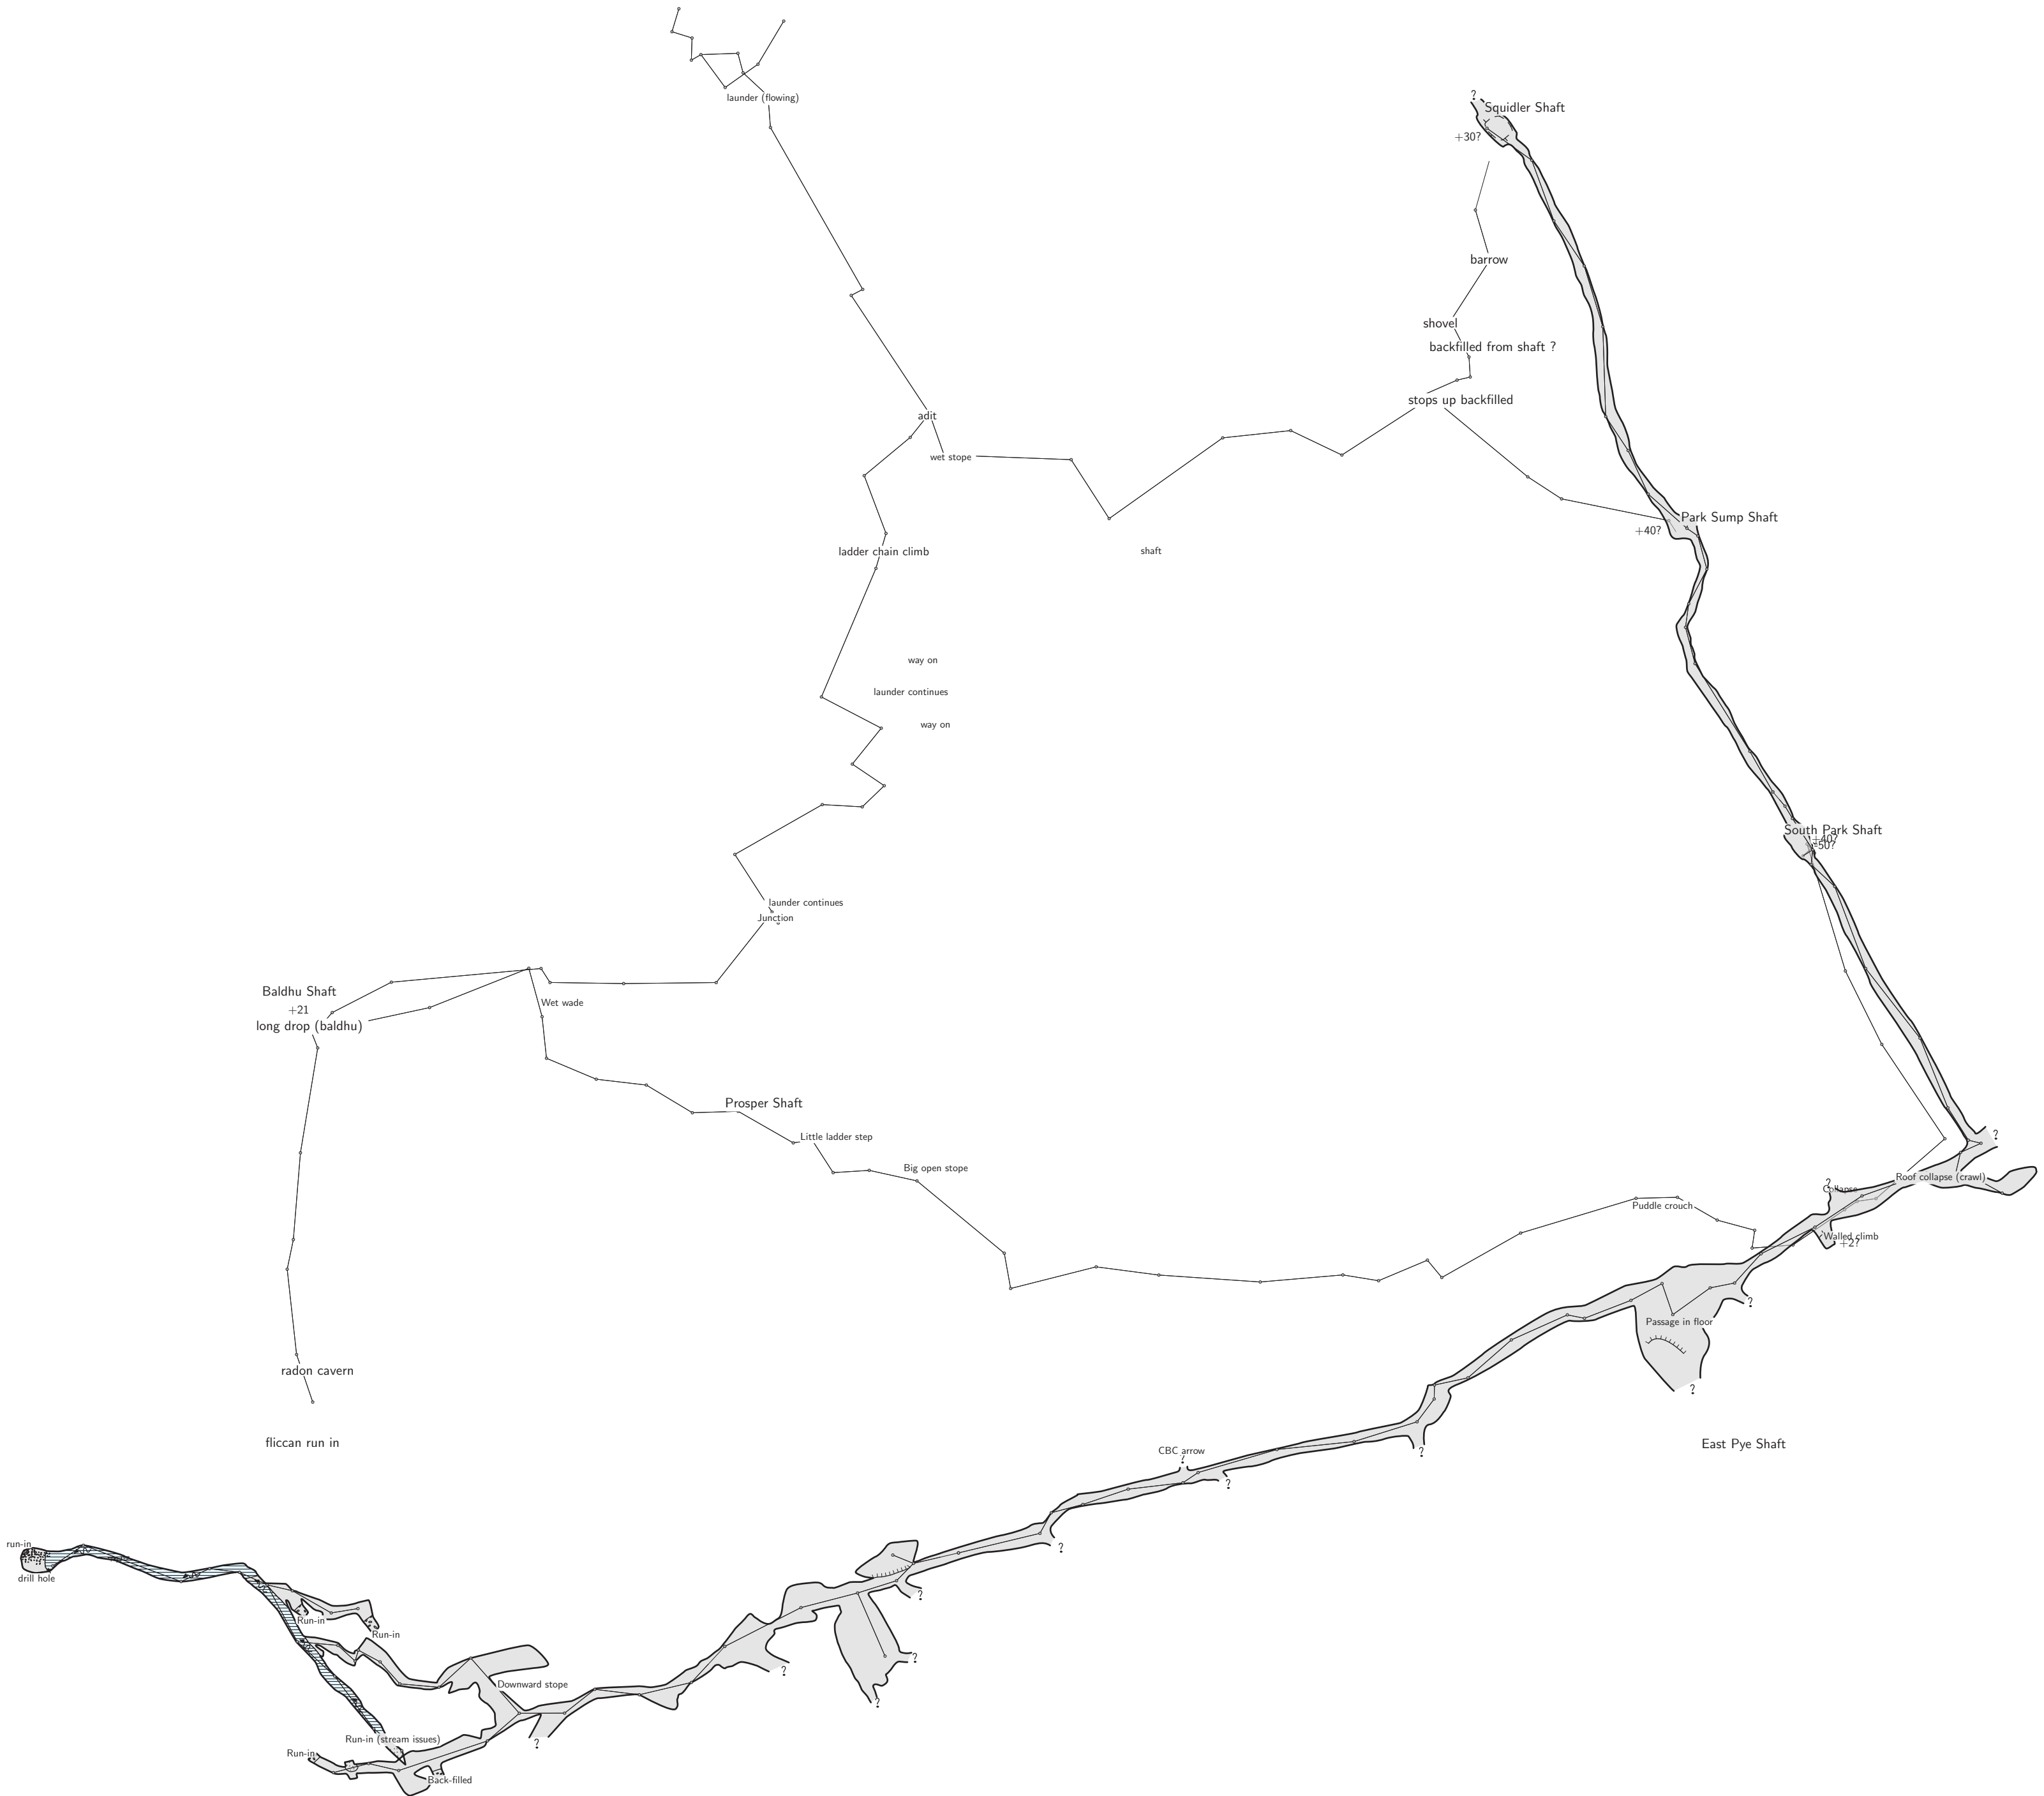 launder (flowing)
?
Squidler Shaft
+30?
barrow
shovel
backfilled from shaft ?
stops up backfilled
adit
wet stope
Park Sump Shaft
+40?
ladder chain climb
shaft
way on
launder continues
way on
South Park Shaft
+40?
-50?
launder continues
Junction
Baldhu Shaft
+21
long drop (baldhu)
Wet wade
Prosper Shaft
Little ladder step
Big open stope
?
Roof collapse (crawl)
?
Collapse
Puddle crouch
Walled climb
+2?
?
Passage in floor
radon cavern
?
fliccan run in
East Pye Shaft
CBC arrow
?
?
?
run-in
drill hole
?
?
Run-in
Run-in
?
?
Downward stope
?
Run-in (stream issues)
?
Run-in
Back-filled